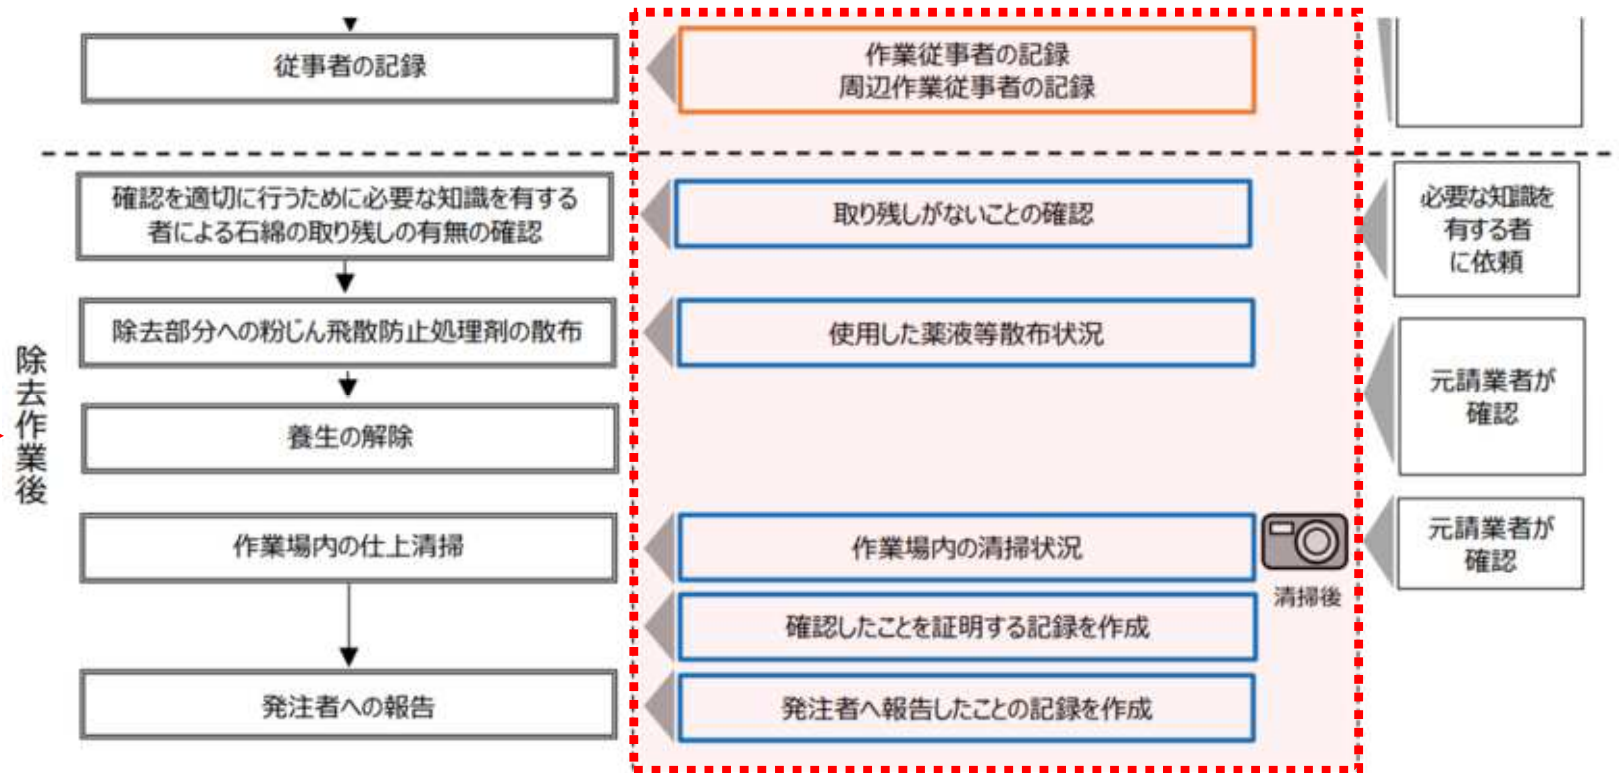 従事者の記録
作業従事者の記録
周辺作業従事者の記録
除去作業後
確認を適切に行うために必要な知識を有する
者による石綿の取り残しの有無の確認
取り残しがないことの確認
必要な知識を
有する者
に依頼
除去部分への粉じん飛散防止処理剤の散布
使用した薬液等散布状況
元請業者が
確認
養生の解除
作業場内の仕上清掃
作業場内の清掃状況
清掃後
元請業者が
確認
確認したことを証明する記録を作成
発注者への報告
発注者へ報告したことの記録を作成